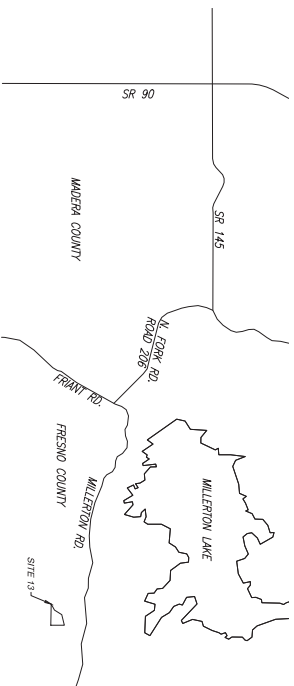 SR 90
SR 145
MADERA COUNTY
N. FORK RD.
ROAD 206
FRIANT RD.
MILLERTON LAKE
FRESNO COUNTY
MILLERTON RD.
SITE 13